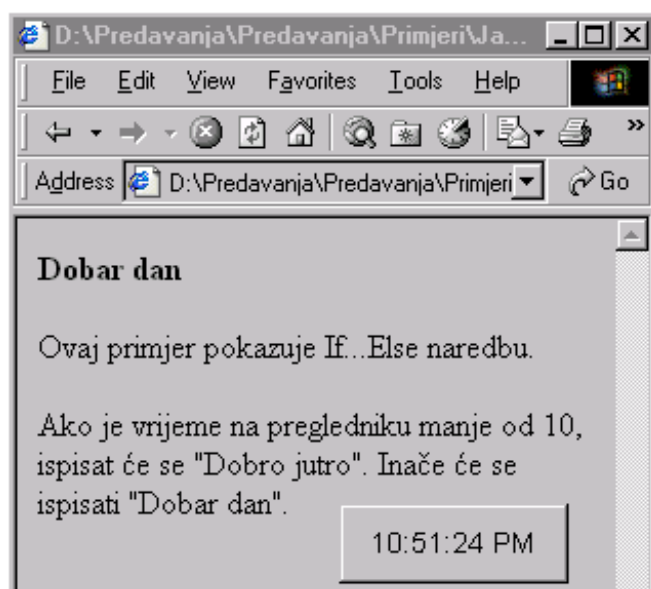 D:\Predavanja\Predavanja\Primjeri\Ja...
File Edit View Favorites Tools Help
»
Address D:\Predavanja\Predavanja\Primjeri Go
Dobar dan
Ovaj primjer pokazuje If...Else naredbu.
Ako je vrijeme na pregledniku manje od 10,
ispisat će se "Dobro jutro". Inače će se
ispisati "Dobar dan".
10:51:24 PM